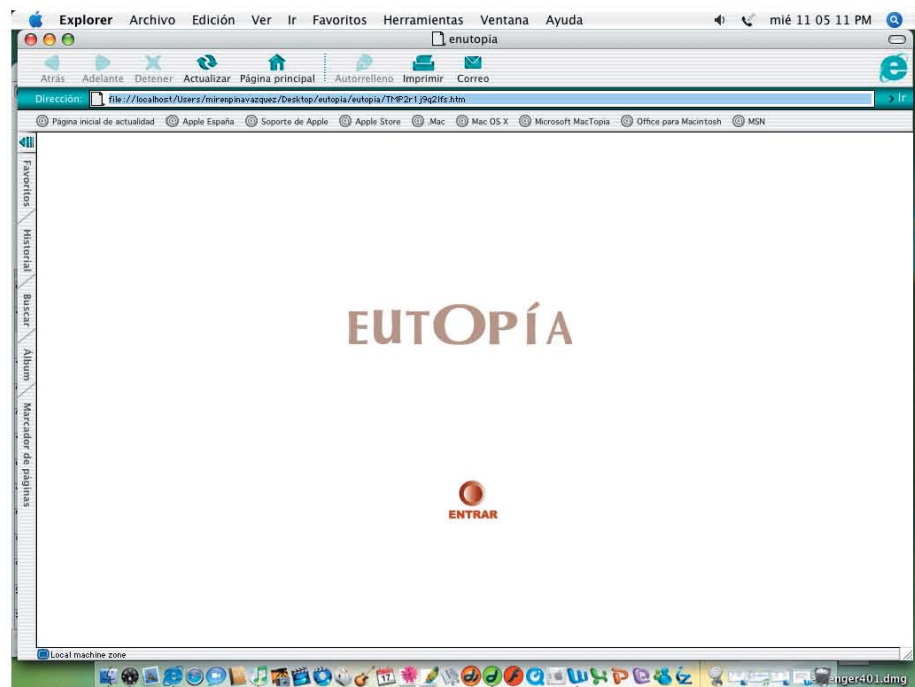 Explorer Archivo Edición Ver Ir Favoritos Herramientas Ventana Ayuda mié 11 05 11 PM
enutopia
Atrás Adelante Detener Actualizar Página principal Autorrelleno Imprimir Correo
Dirección: file://localhost/Users/mirenpinavazquez/Desktop/eutopia/eutopia/TMP2r1j9q2lfs.htm Ir
Página inicial de actualidad Apple España Soporte de Apple Apple Store .Mac Mac OS X Microsoft MacTopia Office para Macintosh MSN
Favoritos
Historial
Buscar
Álbum
Marcador de páginas
EUTOPÍA
ENTRAR
Local machine zone
17
enger401.dmg